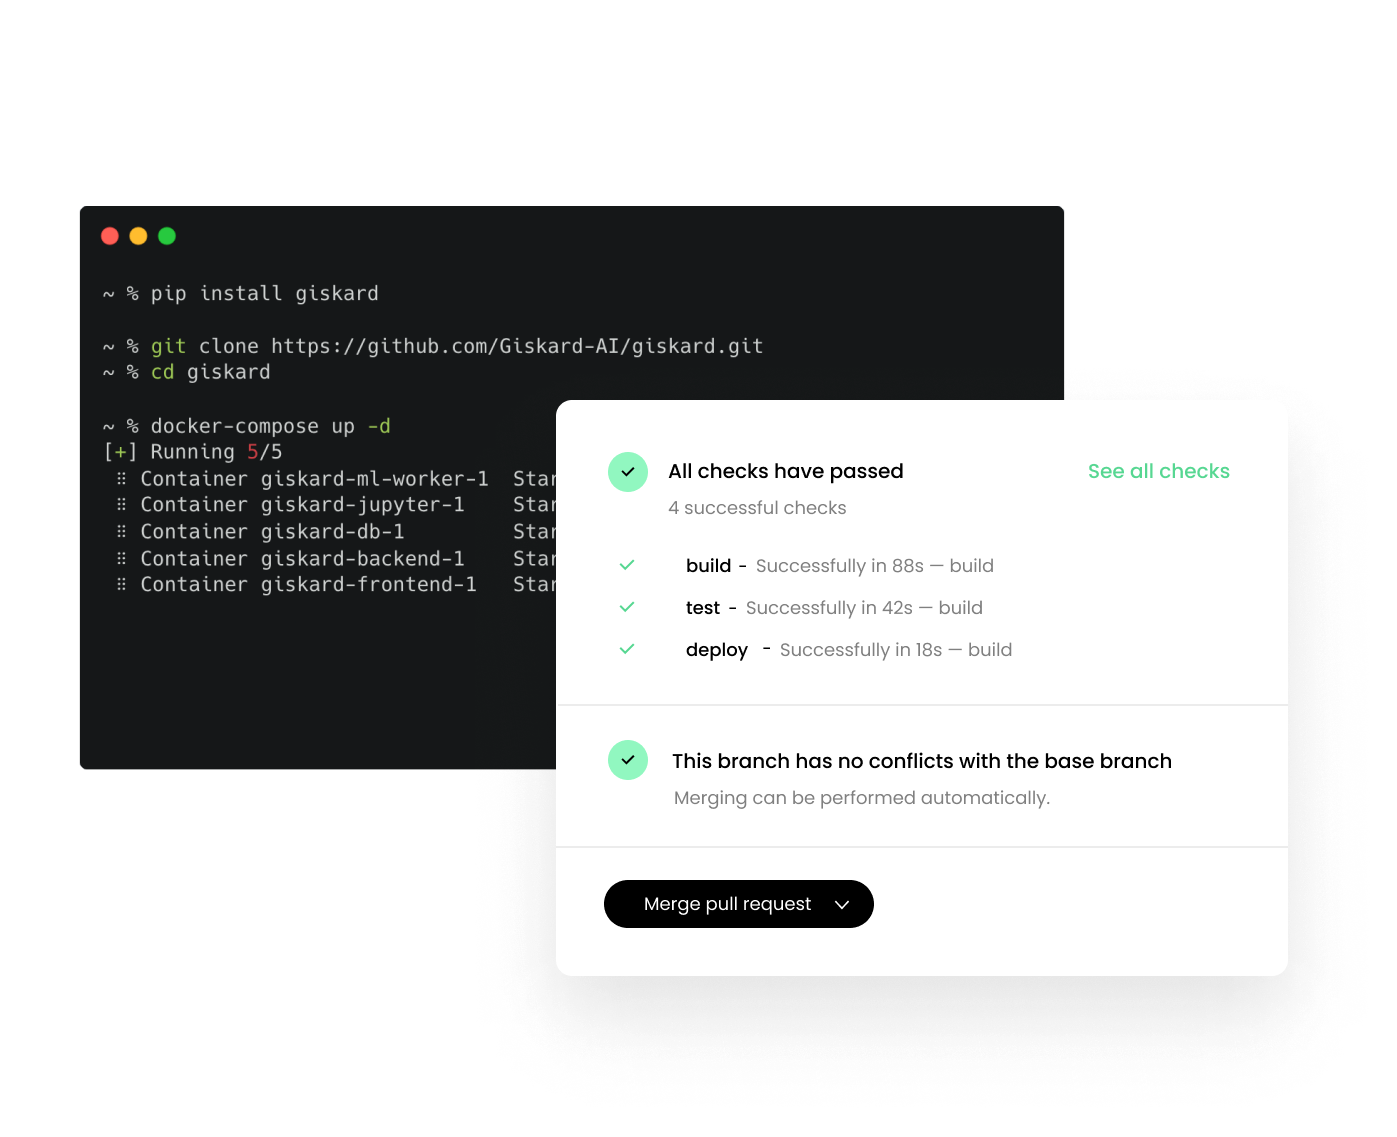 ~ % pip install giskard
~ % git clone https://github.com/Giskard-AI/giskard.git
~ % cd giskard
~ % docker-compose up -d
[+] Running 5/5
⠿ Container giskard-ml-worker-1 Star
⠿ Container giskard-jupyter-1 Star
⠿ Container giskard-db-1 Star
⠿ Container giskard-backend-1 Star
⠿ Container giskard-frontend-1 Star
All checks have passed
See all checks
4 successful checks
build - Successfully in 88s — build
test - Successfully in 42s — build
deploy - Successfully in 18s — build
This branch has no conflicts with the base branch
Merging can be performed automatically.
Merge pull request